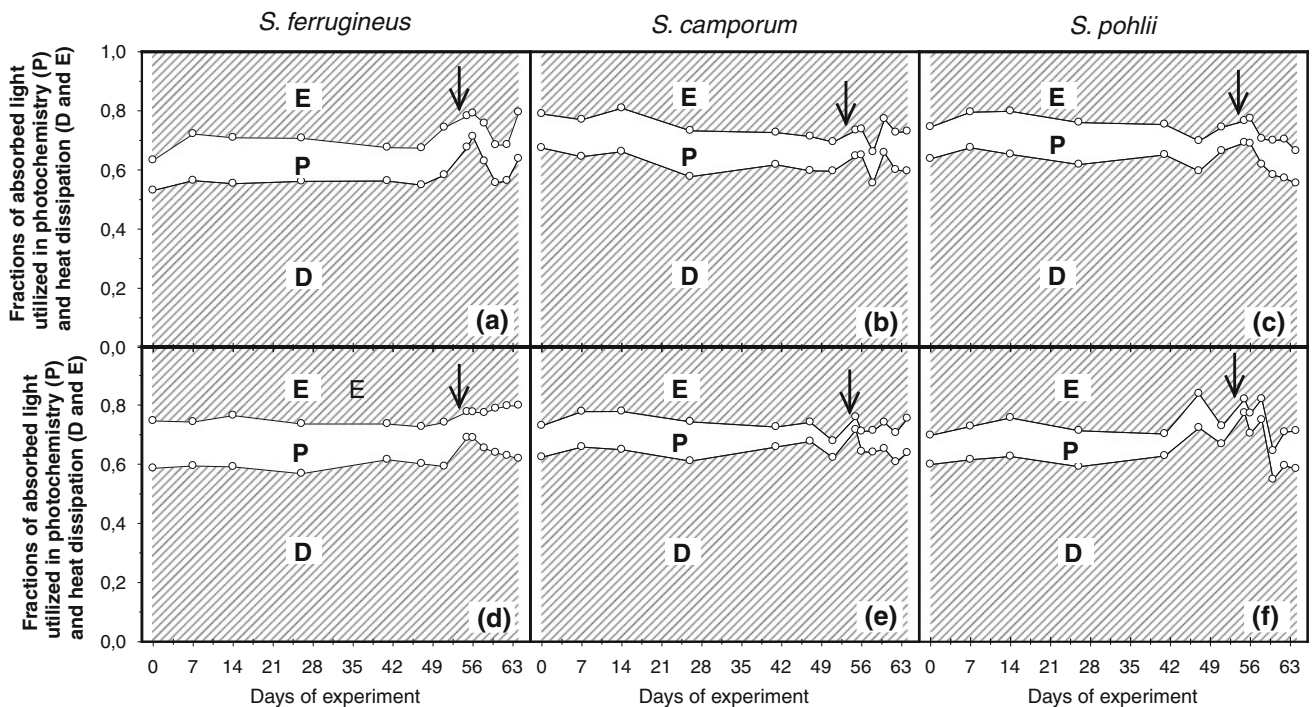 S. ferrugineus
S. camporum
S. pohlii
Fractions of absorbed light
utilized in photochemistry (P)
and heat dissipation (D and E)
1,0
0,8
0,6
0,4
0,2
0,0
E
P
D
(a)
E
P
D
(b)
E
P
D
(c)
Fractions of absorbed light
utilized in photochemistry (P)
and heat dissipation (D and E)
0,8
0,6
0,4
0,2
0,0
E E
P
D
(d)
E
P
D
(e)
E
P
D
(f)
0 7 14 21 28 35 42 49 56 63
0 7 14 21 28 35 42 49 56 63
0 7 14 21 28 35 42 49 56 63
Days of experiment
Days of experiment
Days of experiment